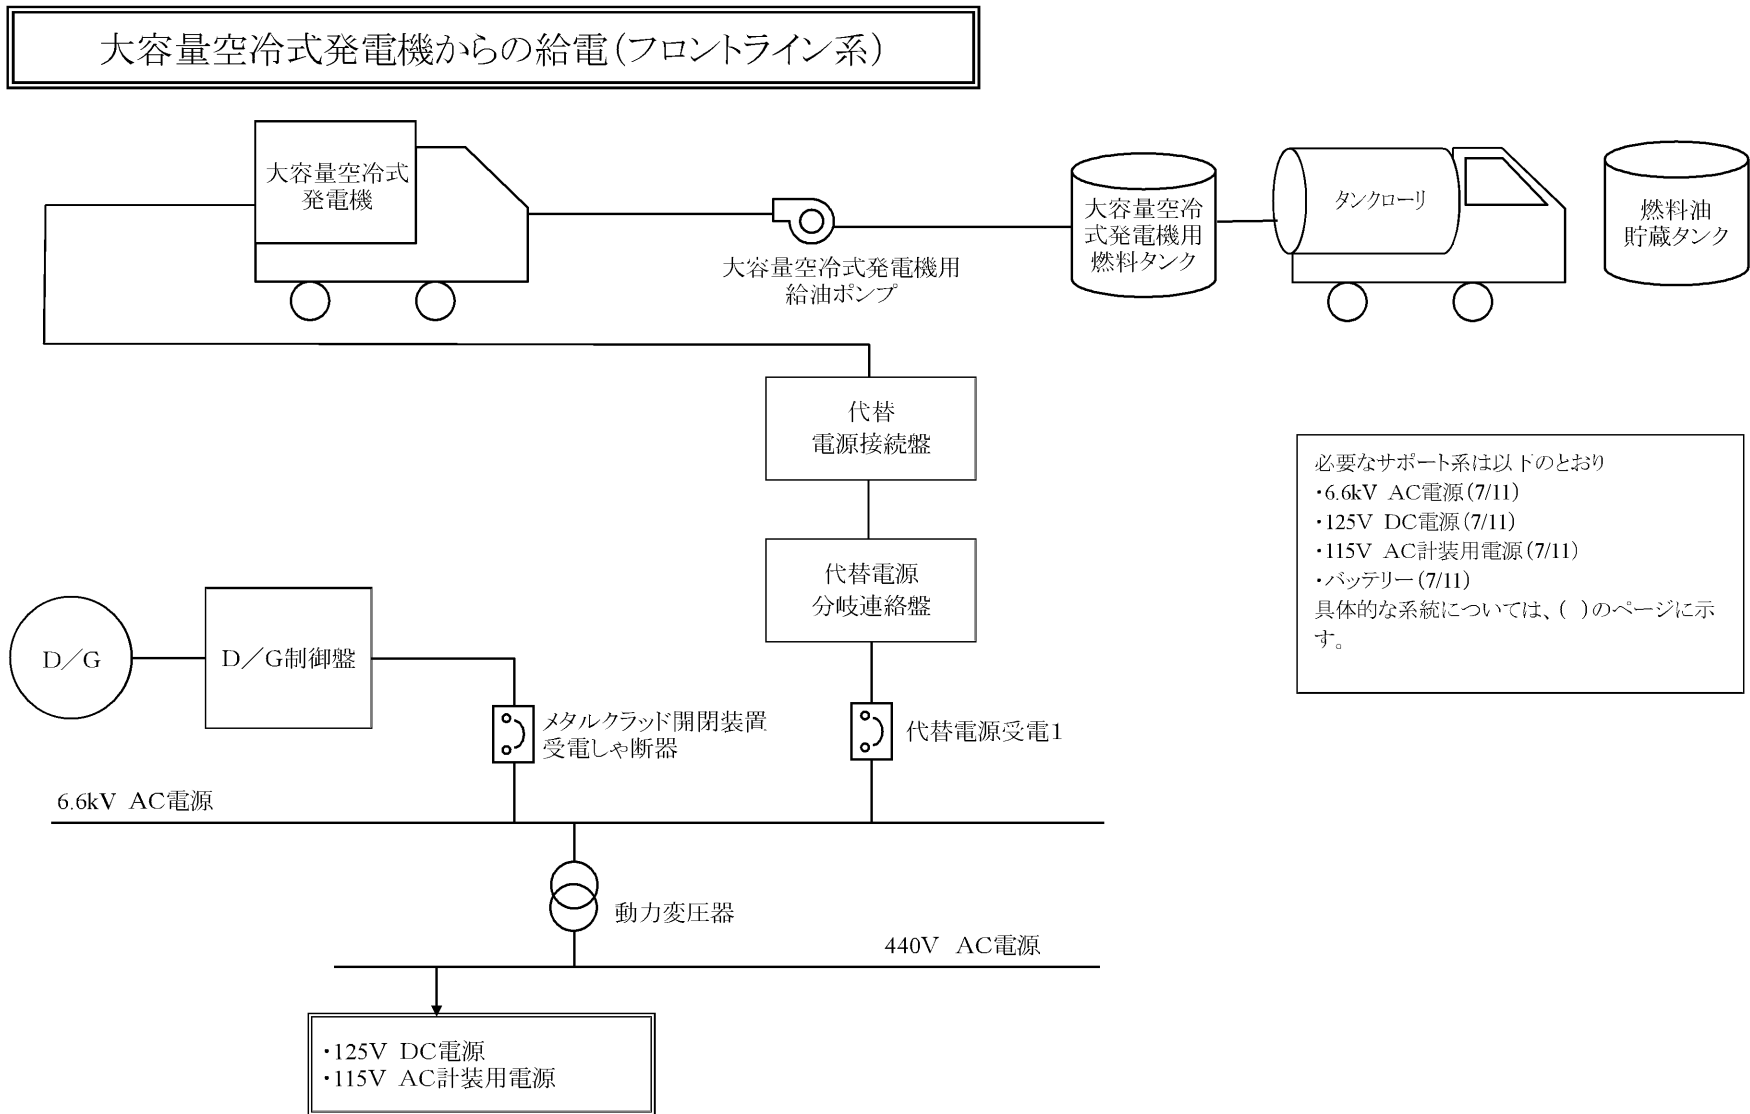 大容量空冷式発電機からの給電(フロントライン系)
大容量空冷式
発電機
大容量空冷式発電機用
給油ポンプ
大容量空冷
式発電機用
燃料タンク
タンクローリ
燃料油
貯蔵タンク
代替
電源接続盤
代替電源
分岐連絡盤
必要なサポート系は以下のとおり
・6.6kV AC電源(7/11)
・125V DC電源(7/11)
・115V AC計装用電源(7/11)
・バッテリー(7/11)
具体的な系統については、( )のページに示
す。
D/G
D/G制御盤
メタルクラッド開閉装置
受電しゃ断器
代替電源受電1
6.6kV AC電源
動力変圧器
440V AC電源
・125V DC電源
・115V AC計装用電源